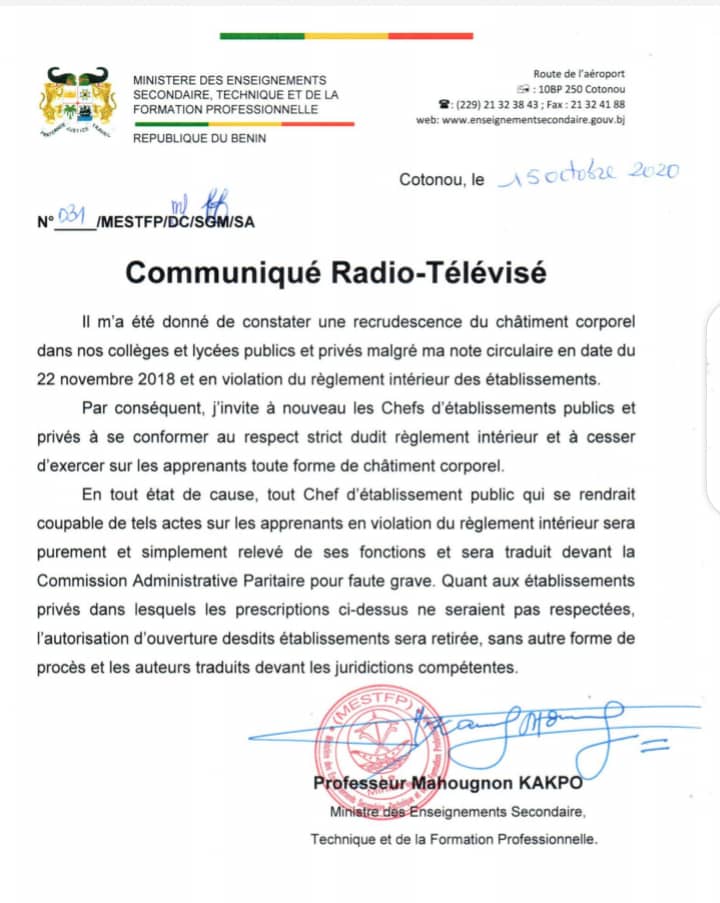 MINISTERE DES ENSEIGNEMENTS
SECONDAIRE, TECHNIQUE ET DE LA
FORMATION PROFESSIONNELLE
REPUBLIQUE DU BENIN
Route de l'aéroport
: 10BP 250 Cotonou
☎: (229) 21 32 38 43 ; Fax : 21 32 41 88
web: www.enseignementsecondaire.gouv.bj
Cotonou, le 15 octobre 2020
N° 031 /MESTFP/DC/SGM/SA
Communiqué Radio-Télévisé
Il m'a été donné de constater une recrudescence du châtiment corporel
dans nos collèges et lycées publics et privés malgré ma note circulaire en date du
22 novembre 2018 et en violation du règlement intérieur des établissements.
Par conséquent, j'invite à nouveau les Chefs d'établissements publics et
privés à se conformer au respect strict dudit règlement intérieur et à cesser
d'exercer sur les apprenants toute forme de châtiment corporel.
En tout état de cause, tout Chef d'établissement public qui se rendrait
coupable de tels actes sur les apprenants en violation du règlement intérieur sera
purement et simplement relevé de ses fonctions et sera traduit devant la
Commission Administrative Paritaire pour faute grave. Quant aux établissements
privés dans lesquels les prescriptions ci-dessus ne seraient pas respectées,
l'autorisation d'ouverture desdits établissements sera retirée, sans autre forme de
procès et les auteurs traduits devant les juridictions compétentes.
(MESTFP)
Professeur Mahougnon KAKPO
Ministre des Enseignements Secondaire,
Technique et de la Formation Professionnelle.